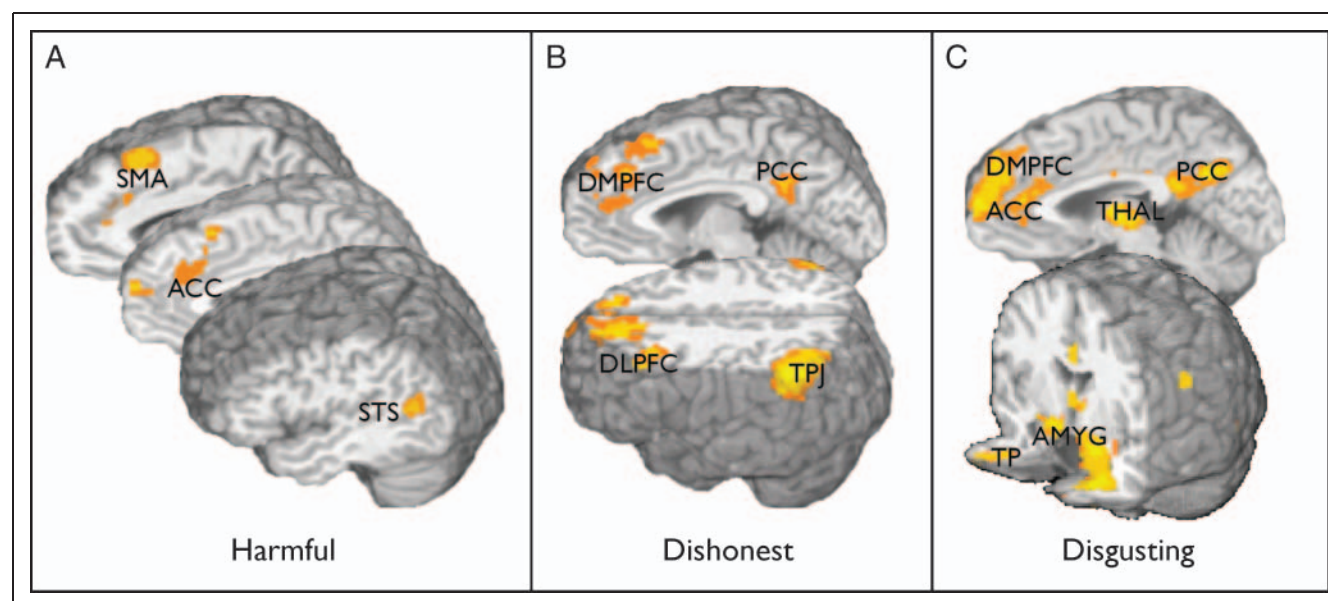 A
SMA
ACC
STS
Harmful
B
DMPFC
PCC
DLPFC
TPJ
Dishonest
C
DMPFC
PCC
ACC
THAL
AMYG
TP
Disgusting